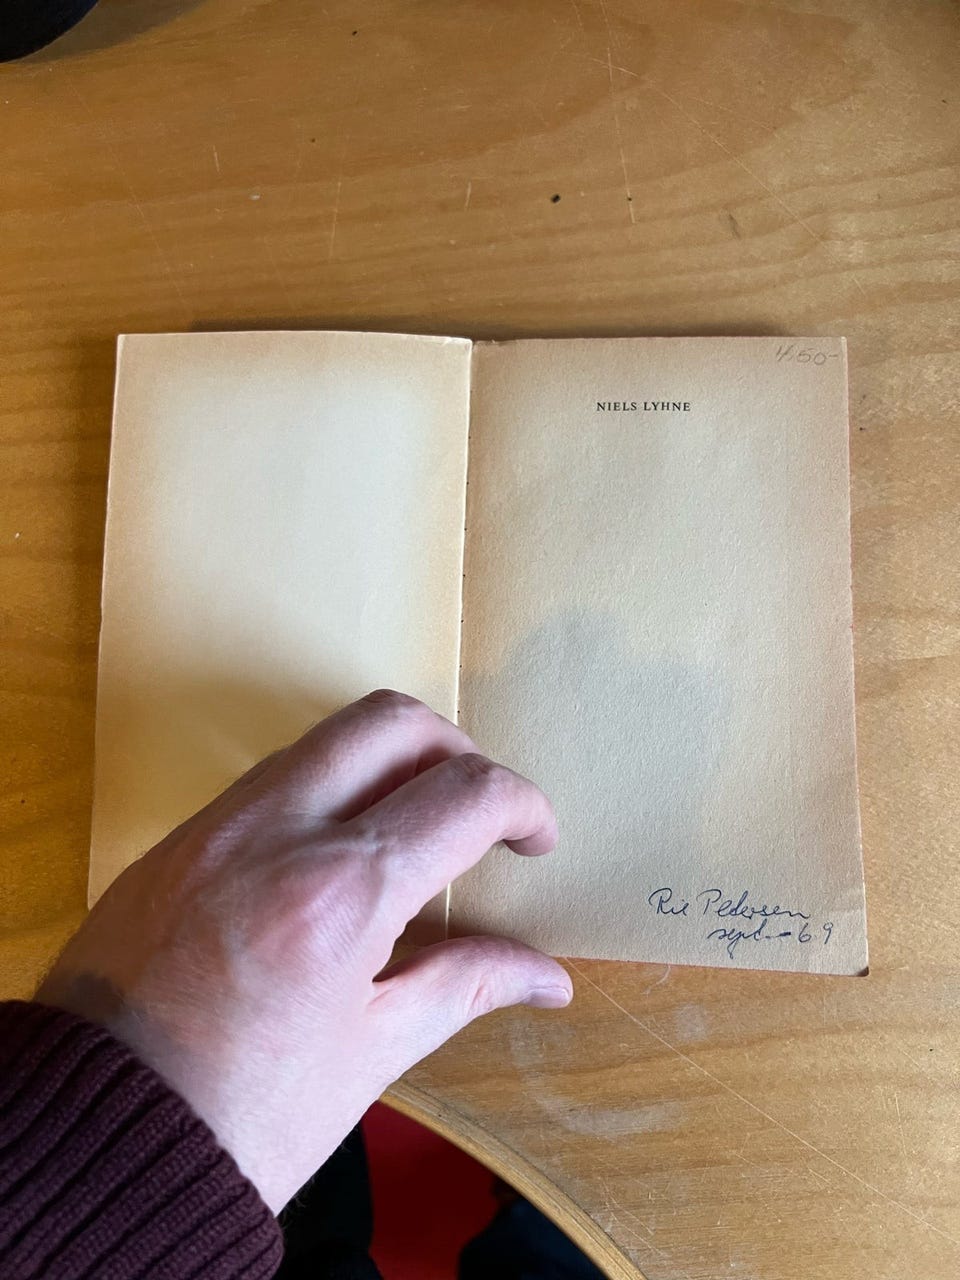 4,50-
NIELS LYHNE
Rie Pedersen
sept. - 69